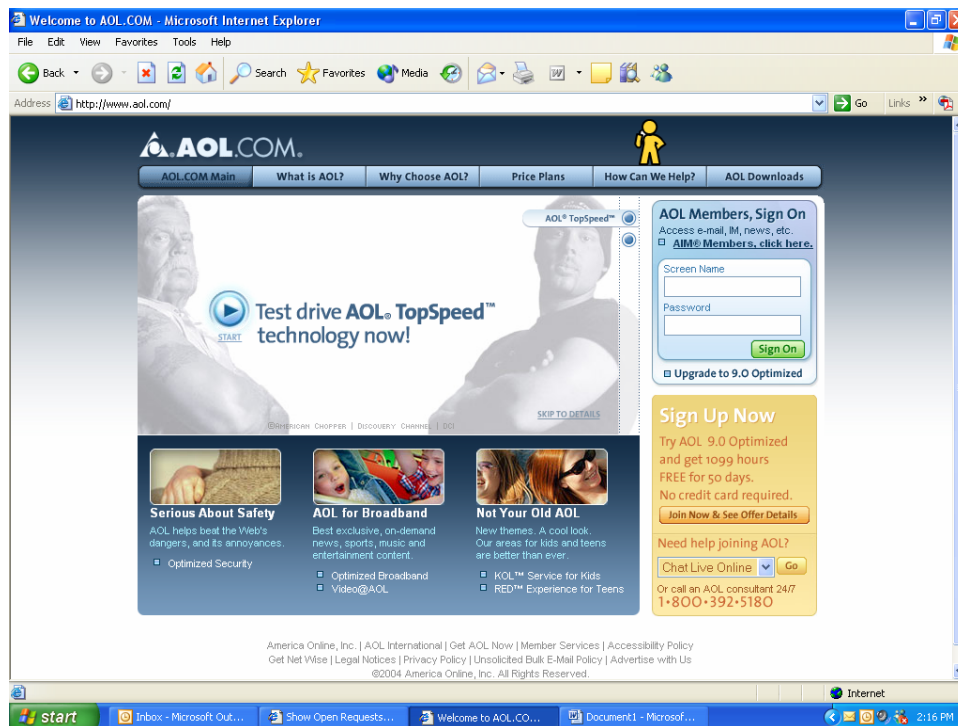 Welcome to AOL.COM - Microsoft Internet Explorer
File Edit View Favorites Tools Help
Back Search Favorites Media
Address http://www.aol.com/ Go Links »
AOL.COM.
AOL.COM Main What is AOL? Why Choose AOL? Price Plans How Can We Help? AOL Downloads
AOL® TopSpeed™
Test drive AOL® TopSpeed™
technology now!
START
SKIP TO DETAILS
©American Chopper | Discovery Channel | DCI
AOL Members, Sign On
Access e-mail, IM, news, etc.
AIM® Members, click here.
Screen Name
Password
Sign On
Upgrade to 9.0 Optimized
Sign Up Now
Try AOL 9.0 Optimized
and get 1099 hours
FREE for 50 days.
No credit card required.
Join Now & See Offer Details
Need help joining AOL?
Chat Live Online Go
Or call an AOL consultant 24/7
1•800•392•5180
Serious About Safety
AOL helps beat the Web's
dangers, and its annoyances.
Optimized Security
AOL for Broadband
Best exclusive, on-demand
news, sports, music and
entertainment content.
Optimized Broadband
Video@AOL
Not Your Old AOL
New themes. A cool look.
Our areas for kids and teens
are better than ever.
KOL™ Service for Kids
RED™ Experience for Teens
America Online, Inc. | AOL International | Get AOL Now | Member Services | Accessibility Policy
Get Net Wise | Legal Notices | Privacy Policy | Unsolicited Bulk E-Mail Policy | Advertise with Us
©2004 America Online, Inc. All Rights Reserved.
Internet
start Inbox - Microsoft Out... Show Open Requests... Welcome to AOL.CO... Document1 - Microsof... 2:16 PM